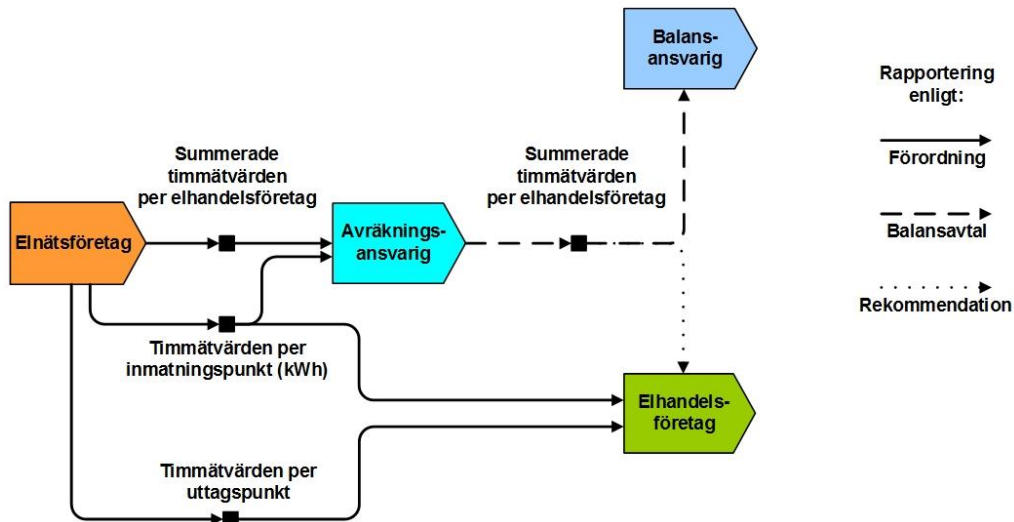 Balans-
ansvarig
Rapportering
enligt:
Förordning
Balansavtal
Rekommendation
Summerade
timmätvärden
per elhandelsföretag
Summerade
timmätvärden
per elhandelsföretag
Elnätsföretag
Avräknings-
ansvarig
Timmätvärden per
inmatningspunkt (kWh)
Elhandels-
företag
Timmätvärden per
uttagspunkt